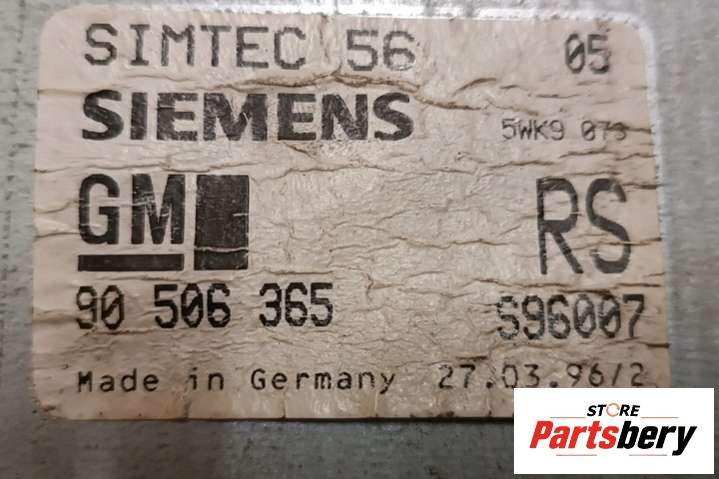 SIMTEC 56 05
SIEMENS 5WK9 073
GM RS
90 506 365 S96007
Made in Germany 27.03.96/2
STORE
Partsbery